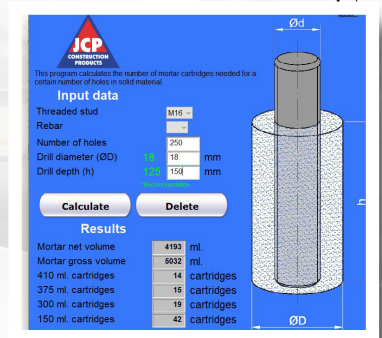 Ød
JCP
CONSTRUCTION
PRODUCTS
This program calculates the number of mortar cartridges needed for a
certain number of holes in solid material.
Input data
Threaded stud M16
Rebar
Number of holes 250
Drill diameter (ØD) 18 18 mm
Drill depth (h) 125 150 mm
*Recommendable
Calculate Delete
Results
Mortar net volume 4193 ml.
Mortar gross volume 5032 ml.
410 ml. cartridges 14 cartridges
375 ml. cartridges 15 cartridges
300 ml. cartridges 19 cartridges
150 ml. cartridges 42 cartridges
h
ØD